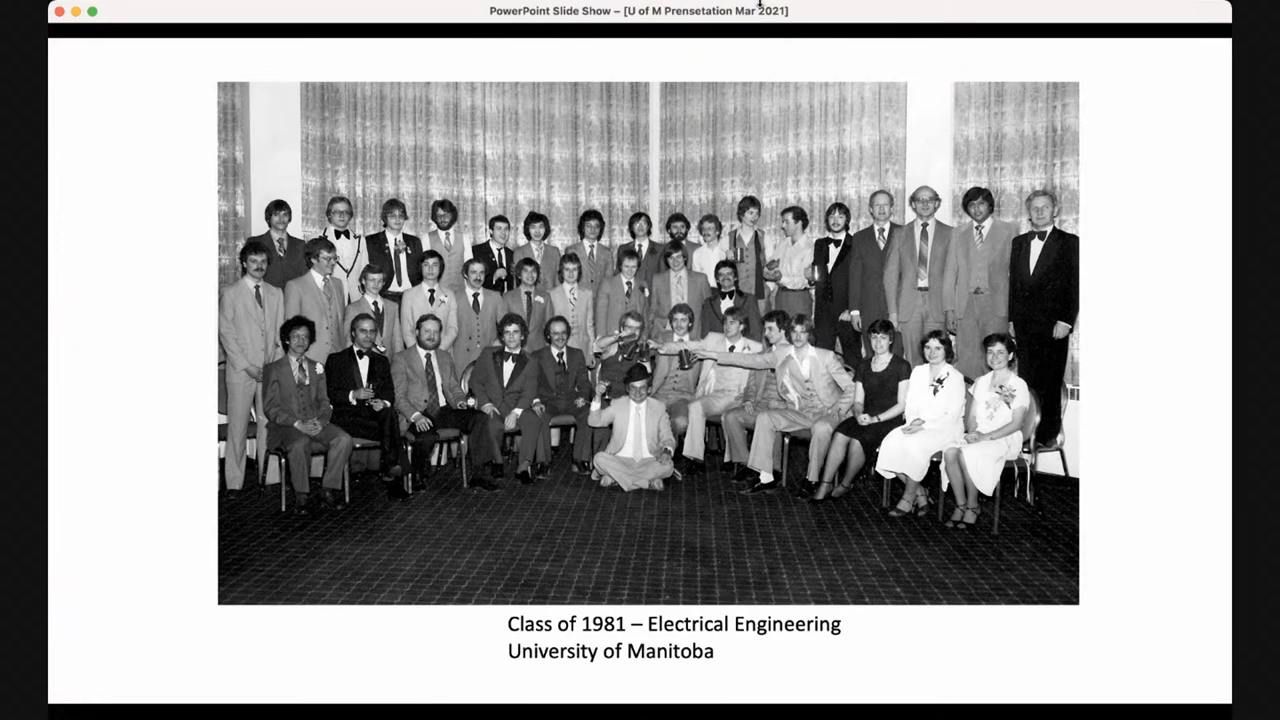 PowerPoint Slide Show – [U of M Prensetation Mar 2021]
Class of 1981 – Electrical Engineering
University of Manitoba